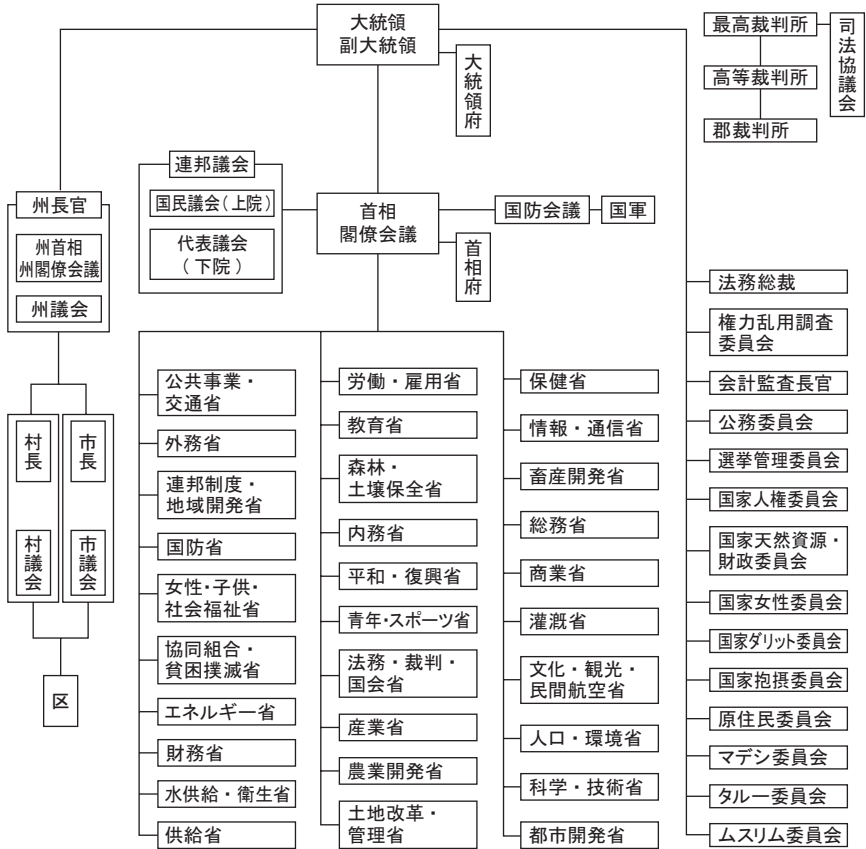 大統領
副大統領
大統領府
最高裁判所
高等裁判所
郡裁判所
司法協議会
連邦議会
国民議会(上院)
代表議会
(下院)
首相
閣僚会議
首相府
国防会議
国軍
州長官
州首相
州閣僚会議
州議会
村長
市長
村議会
市議会
区
公共事業・
交通省
外務省
連邦制度・
地域開発省
国防省
女性・子供・
社会福祉省
協同組合・
貧困撲滅省
エネルギー省
財務省
水供給・衛生省
供給省
労働・雇用省
教育省
森林・
土壌保全省
内務省
平和・復興省
青年・スポーツ省
法務・裁判・
国会省
産業省
農業開発省
土地改革・
管理省
保健省
情報・通信省
畜産開発省
総務省
商業省
灌漑省
文化・観光・
民間航空省
人口・環境省
科学・技術省
都市開発省
法務総裁
権力乱用調査
委員会
会計監査長官
公務委員会
選挙管理委員会
国家人権委員会
国家天然資源・
財政委員会
国家女性委員会
国家ダリット委員会
国家抱摂委員会
原住民委員会
マデシ委員会
タルー委員会
ムスリム委員会